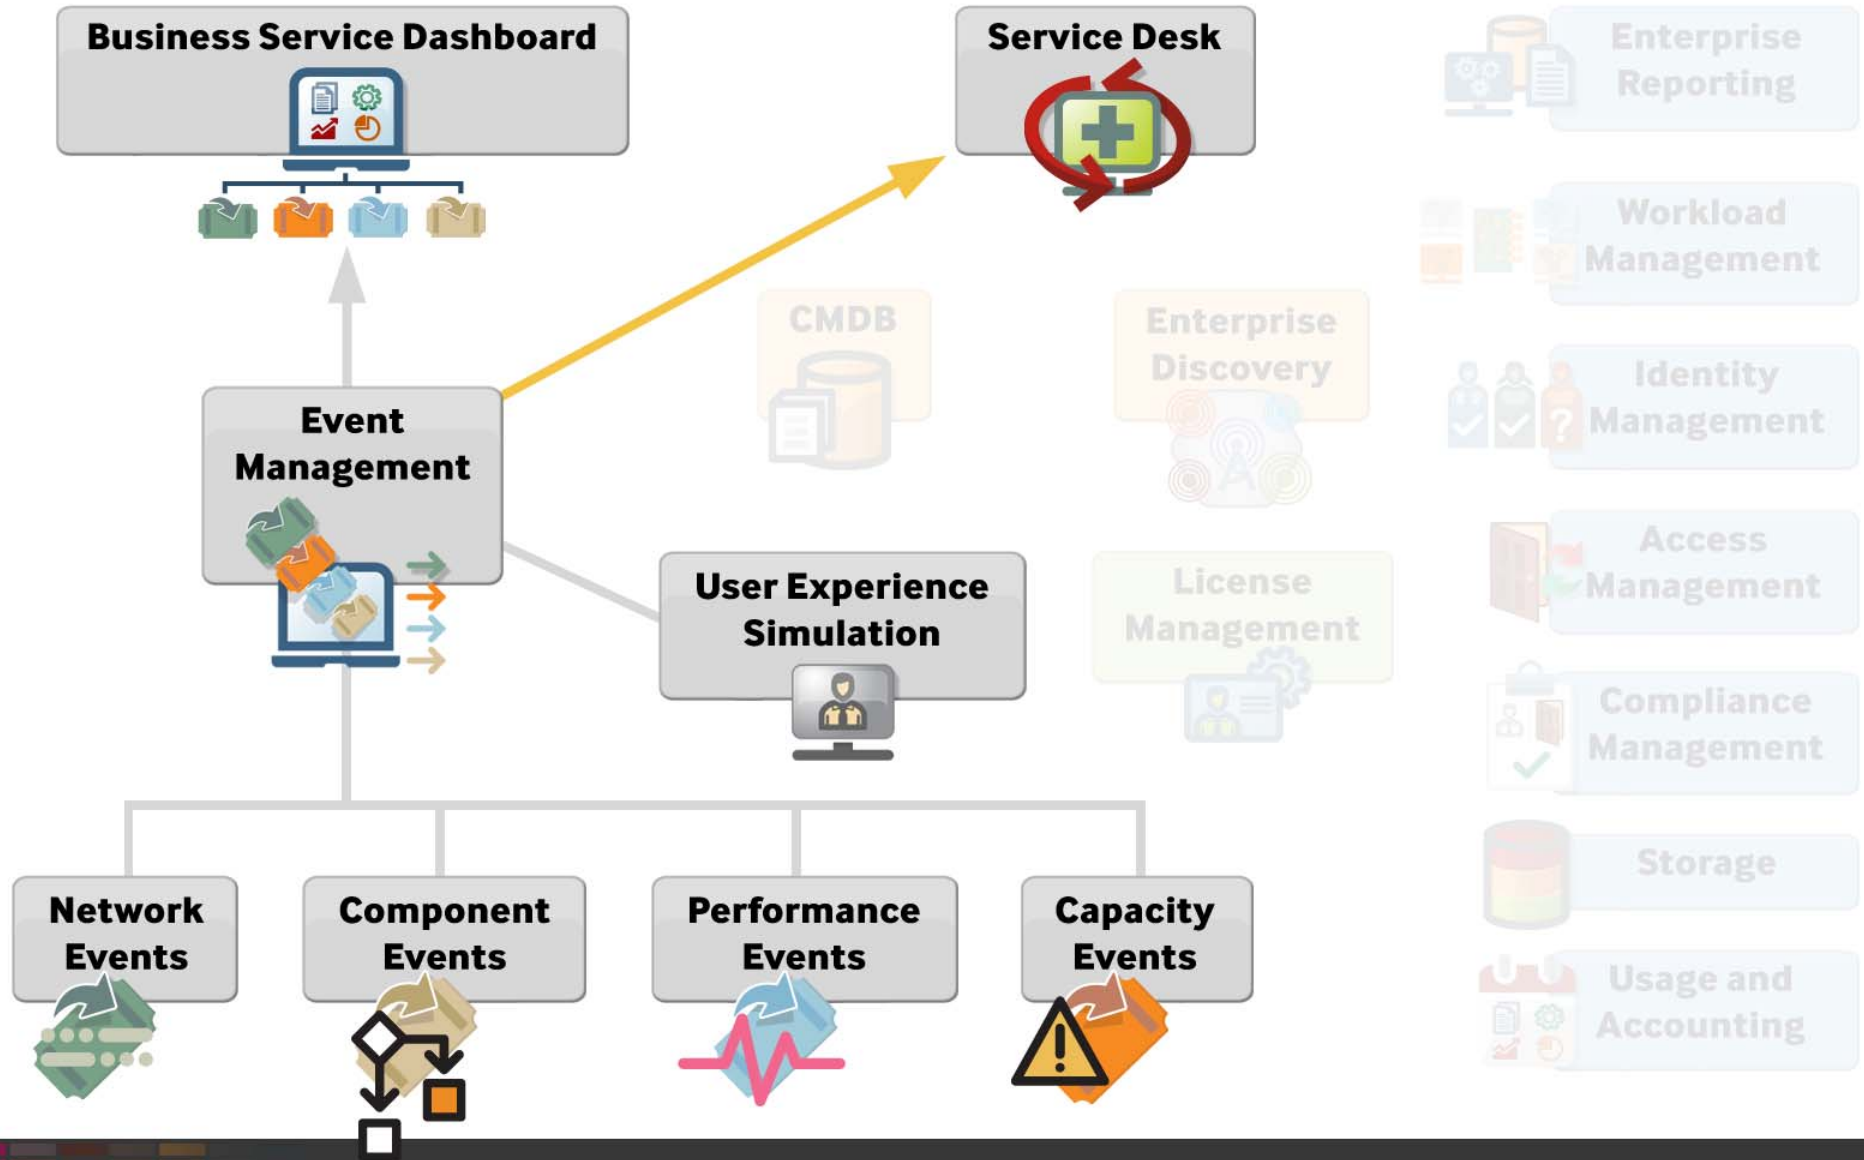 Business Service Dashboard
Service Desk
Enterprise
Reporting
Workload
Management
CMDB
Enterprise
Discovery
Identity
Management
Event
Management
Access
Management
User Experience
Simulation
License
Management
Compliance
Management
Storage
Network
Events
Component
Events
Performance
Events
Capacity
Events
Usage and
Accounting